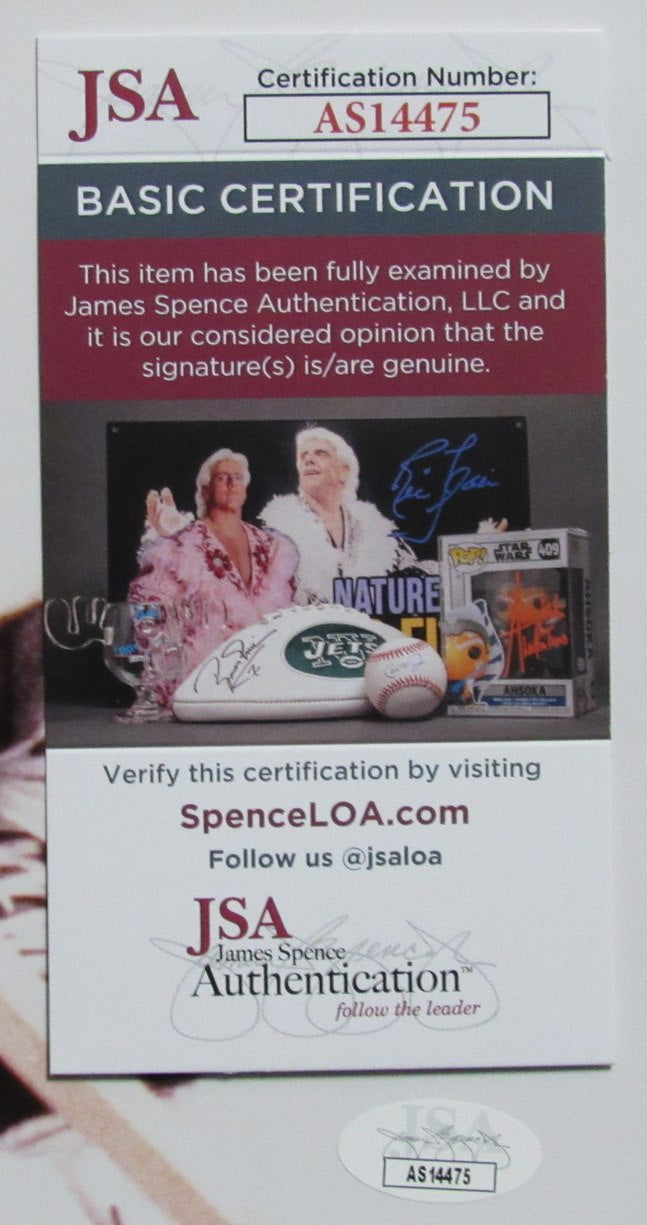 JSA
Certification Number:
AS14475
BASIC CERTIFICATION
This item has been fully examined by
James Spence Authentication, LLC and
it is our considered opinion that the
signature(s) is/are genuine.
NATURE
JETS
POP!
STAR WARS
409
AHSOKA
Verify this certification by visiting
SpenceLOA.com
Follow us @jsaloa
JSA
James Spence
Authentication™
follow the leader
JSA
AS14475